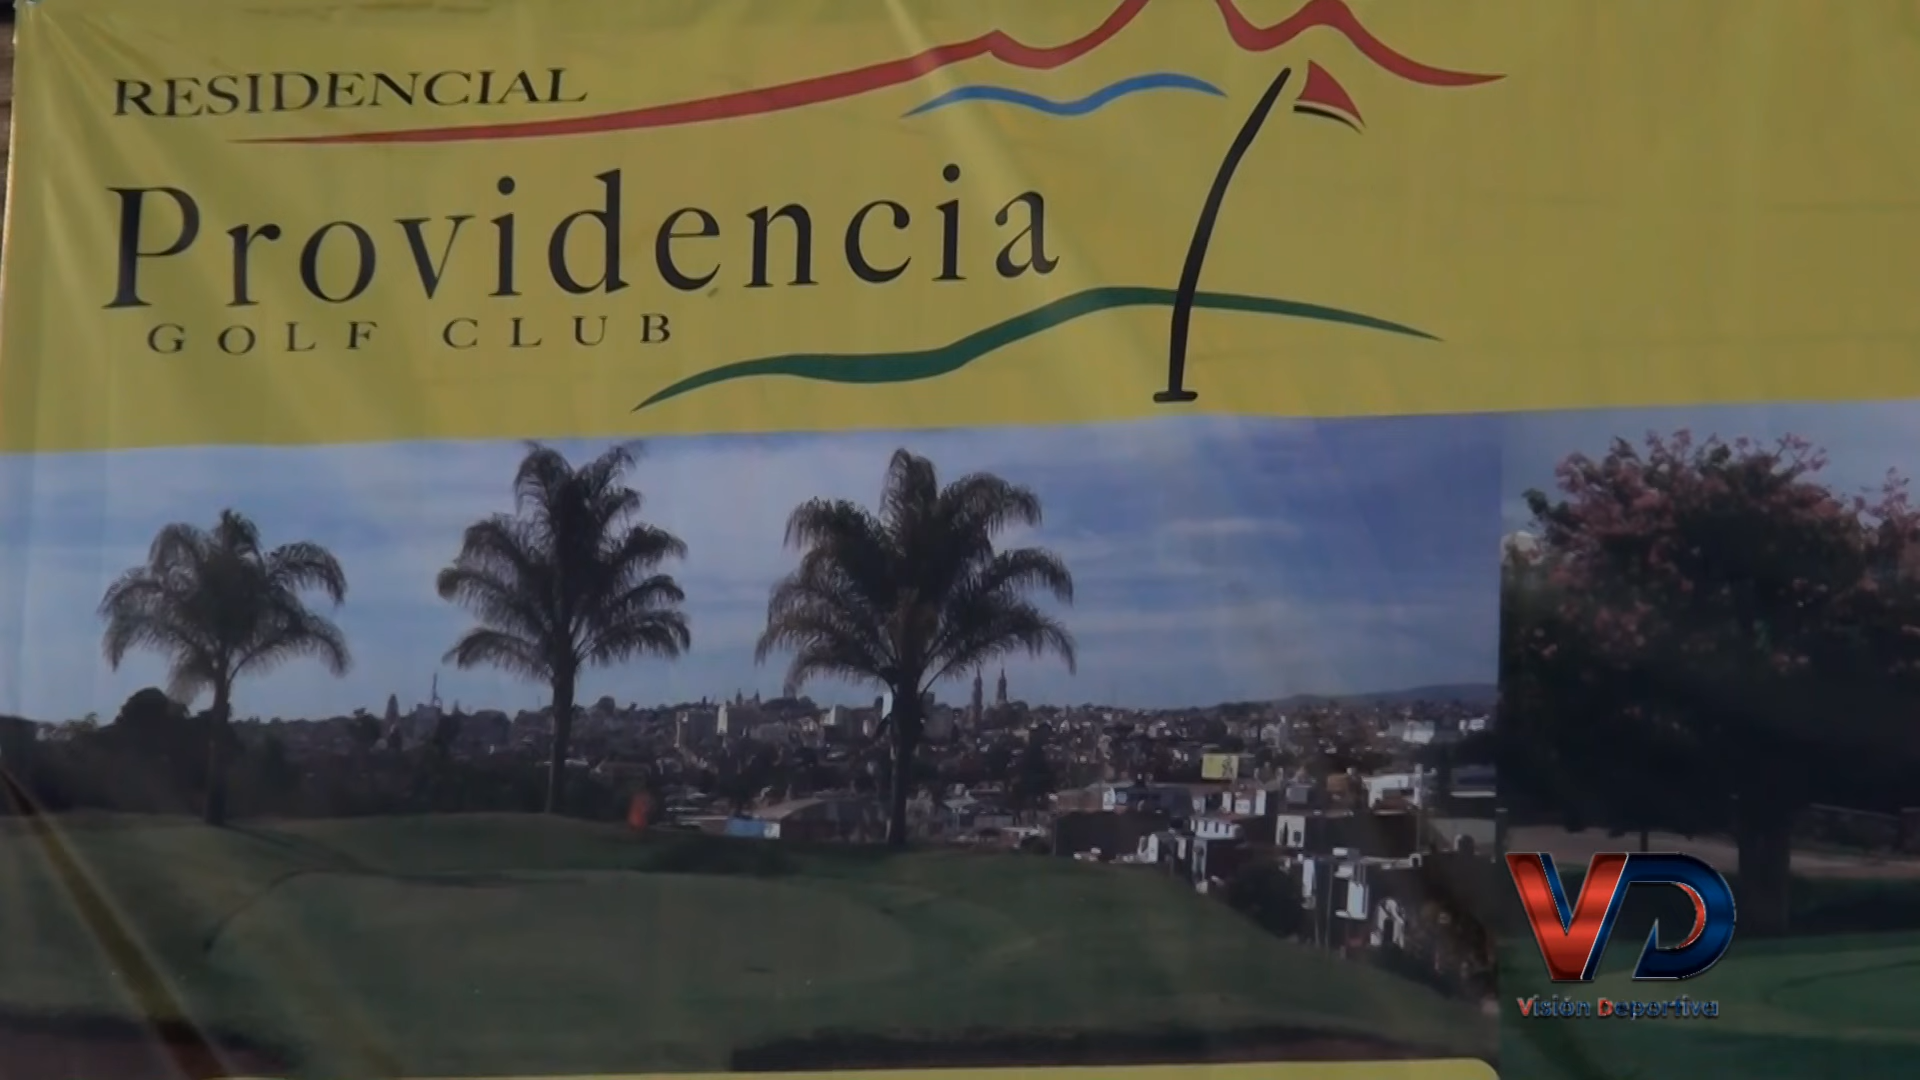 RESIDENCIAL
Providencia
GOLF CLUB
VD
Visión Deportiva